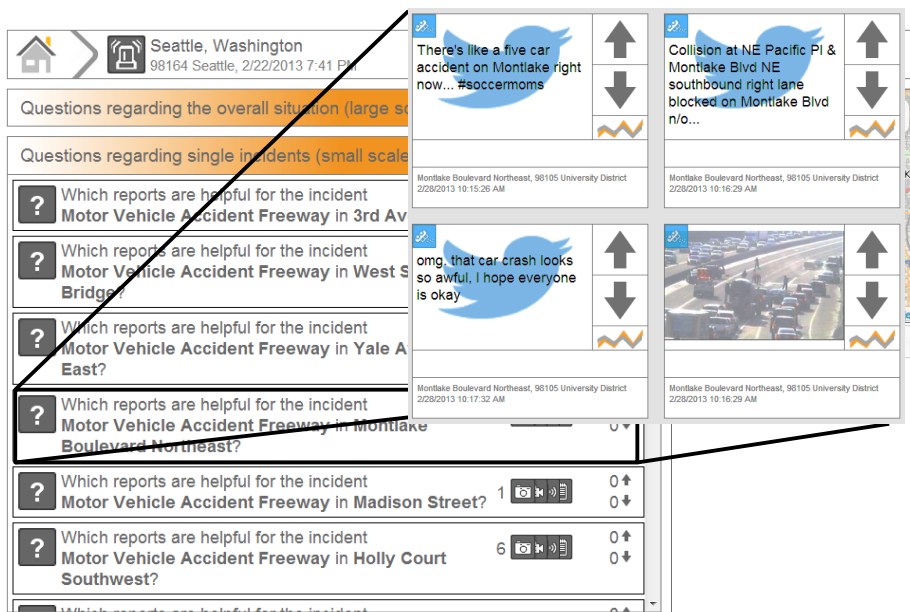 Seattle, Washington
98164 Seattle, 2/22/2013 7:41 PM
Questions regarding the overall situation (large sc
Questions regarding single incidents (small scale
? Which reports are helpful for the incident
Motor Vehicle Accident Freeway in 3rd Av
? Which reports are helpful for the incident
Motor Vehicle Accident Freeway in West S
Bridge?
? Which reports are helpful for the incident
Motor Vehicle Accident Freeway in Yale A
East?
? Which reports are helpful for the incident
Motor Vehicle Accident Freeway in Montlake
Boulevard Northeast?
0
? Which reports are helpful for the incident
Motor Vehicle Accident Freeway in Madison Street?
1
0
0
? Which reports are helpful for the incident
Motor Vehicle Accident Freeway in Holly Court
Southwest?
6
0
0
Which reports are helpful for the incident
0
There's like a five car
accident on Montlake right
now... #soccermoms
Montlake Boulevard Northeast, 98105 University District
2/28/2013 10:15:26 AM
Collision at NE Pacific Pl &
Montlake Blvd NE
southbound right lane
blocked on Montlake Blvd
n/o...
Montlake Boulevard Northeast, 98105 University District
2/28/2013 10:16:29 AM
omg, that car crash looks
so awful, I hope everyone
is okay
Montlake Boulevard Northeast, 98105 University District
2/28/2013 10:17:32 AM
Montlake Boulevard Northeast, 98105 University District
2/28/2013 10:16:29 AM